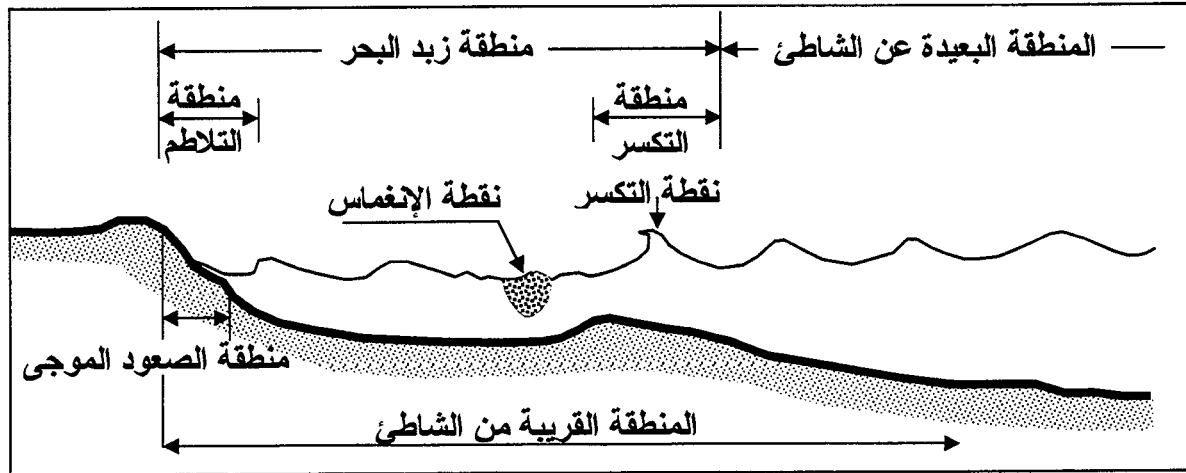 المنطقة البعيدة عن الشاطئ
منطقة زبد البحر
منطقة
التكسر
منطقة
التلاطم
نقطة التكسر
نقطة الإنغماس
منطقة الصعود الموجى
المنطقة القريبة من الشاطئ